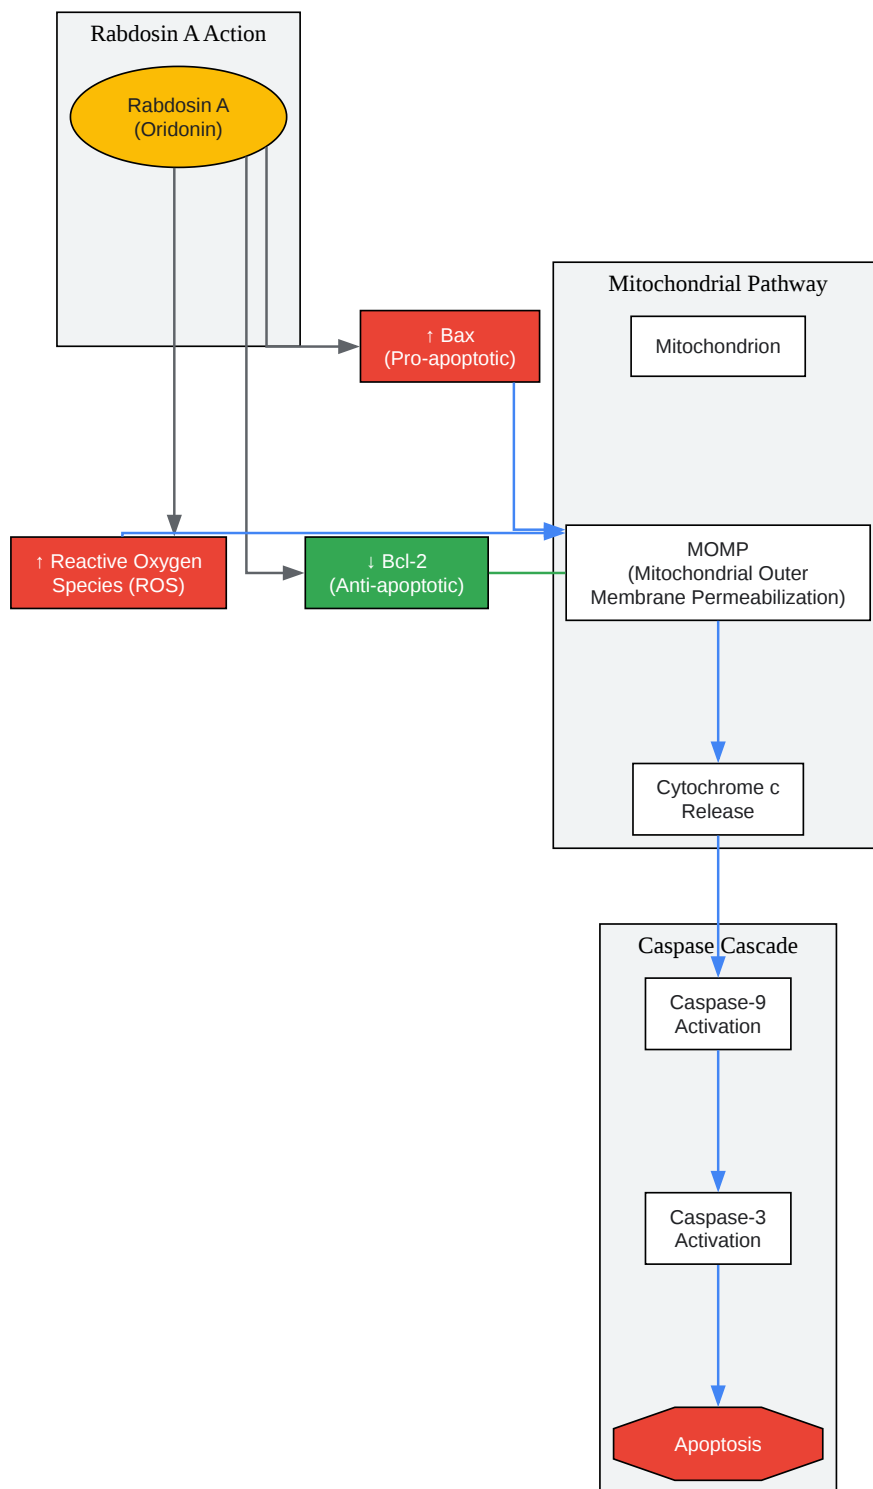 Rabdosin A Action
Rabdosin A
(Oridonin)
Mitochondrial Pathway
↑ Bax
(Pro-apoptotic)
Mitochondrion
↑ Reactive Oxygen
Species (ROS)
↓ Bcl-2
(Anti-apoptotic)
MOMP
(Mitochondrial Outer
Membrane Permeabilization)
Cytochrome c
Release
Caspase Cascade
Caspase-9
Activation
Caspase-3
Activation
Apoptosis